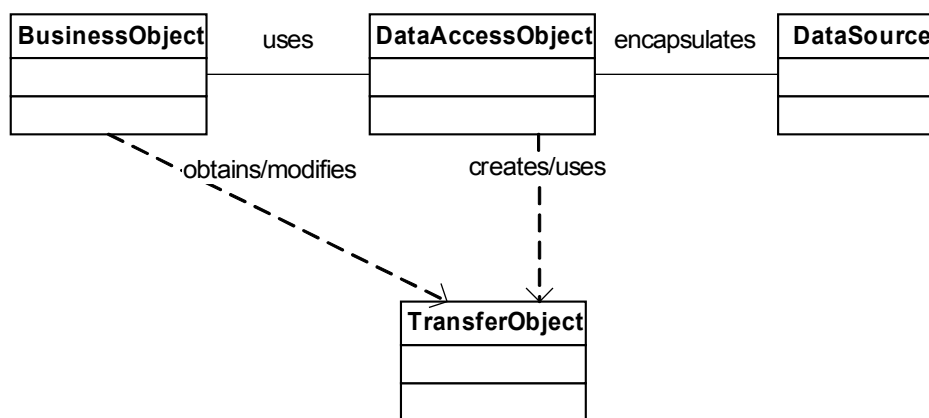 BusinessObject
uses
DataAccessObject
encapsulates
DataSource
obtains/modifies
creates/uses
TransferObject